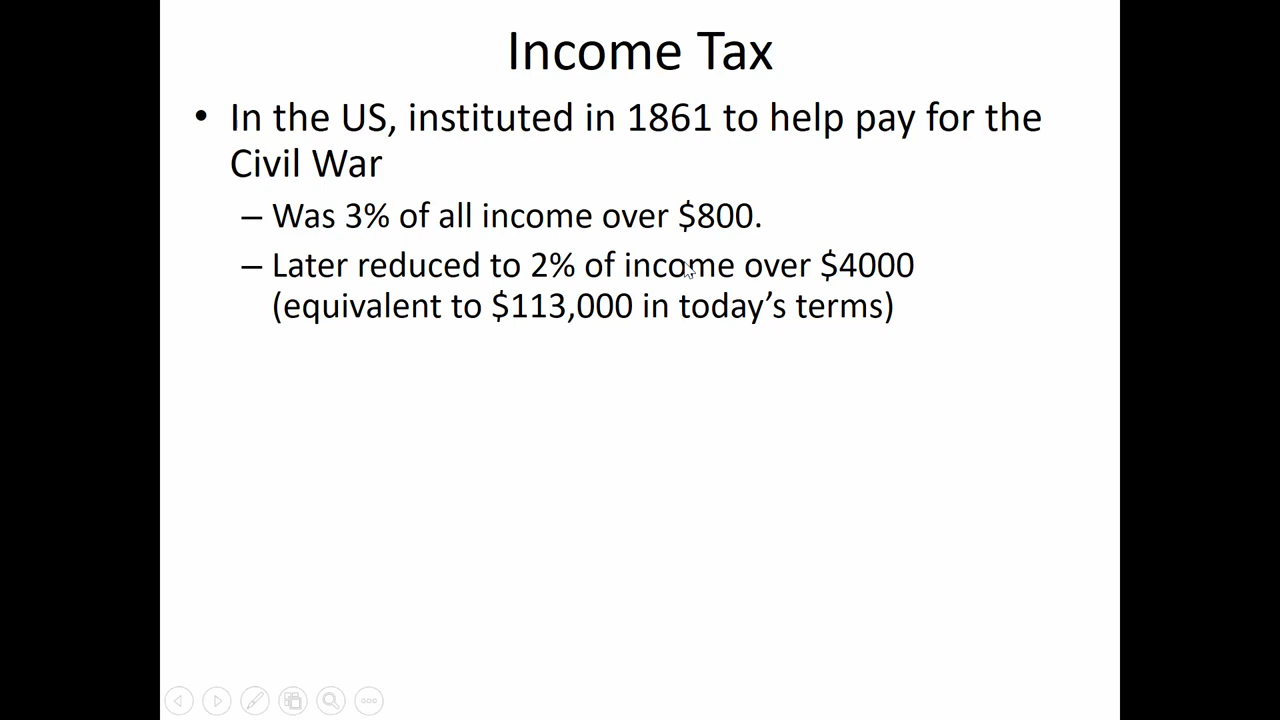 Income Tax
• In the US, instituted in 1861 to help pay for the
Civil War
– Was 3% of all income over $800.
– Later reduced to 2% of income over $4000
(equivalent to $113,000 in today’s terms)